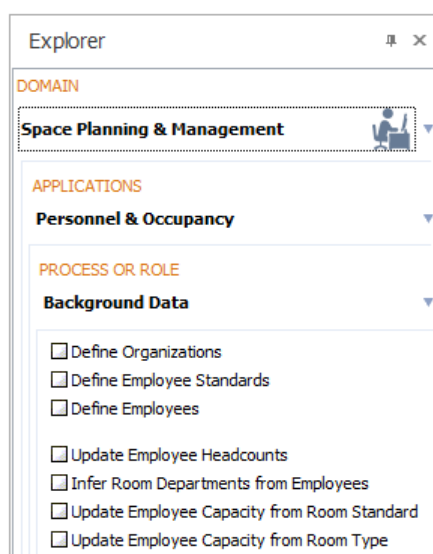 Explorer
DOMAIN
Space Planning & Management
APPLICATIONS
Personnel & Occupancy
PROCESS OR ROLE
Background Data
Define Organizations
Define Employee Standards
Define Employees
Update Employee Headcounts
Infer Room Departments from Employees
Update Employee Capacity from Room Standard
Update Employee Capacity from Room Type